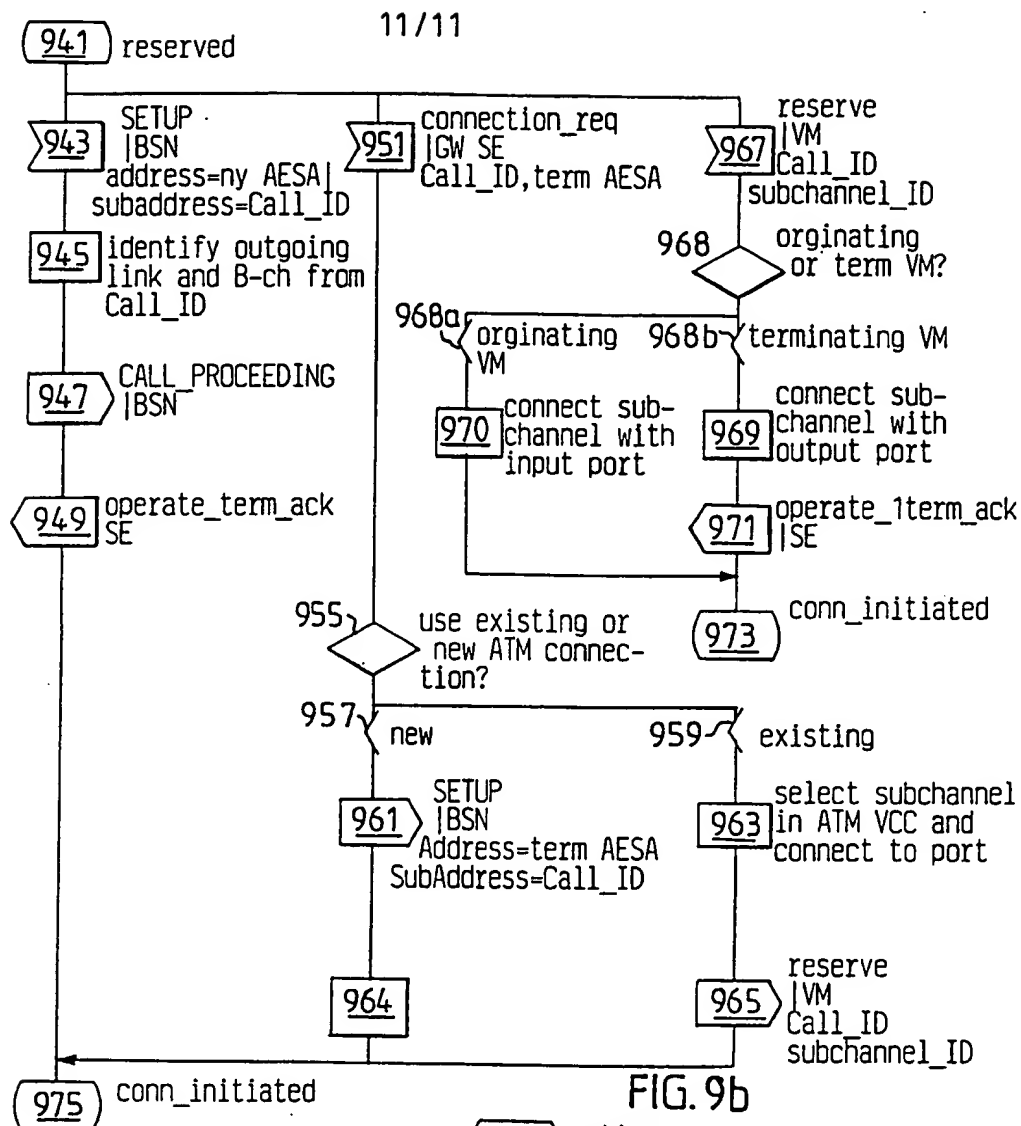 11/11
941 reserved
943
SETUP
|BSN
address=ny AESA|
subaddress=Call_ID
951
connection_req
|GW SE
Call_ID,term AESA
967
reserve
|VM
Call_ID
subchannel_ID
945
identify outgoing
link and B-ch from
Call_ID
968
orginating
or term VM?
968a
orginating
VM
968b
terminating VM
947
CALL_PROCEEDING
|BSN
970
connect sub-
channel with
input port
969
connect sub-
channel with
output port
949
operate_term_ack
SE
971
operate_1term_ack
|SE
973
conn_initiated
955
use existing or
new ATM connec-
tion?
957
new
959
existing
961
SETUP
|BSN
Address=term AESA
SubAddress=Call_ID
963
select subchannel
in ATM VCC and
connect to port
964
965
reserve
|VM
Call_ID
subchannel_ID
975
conn_initiated
FIG. 9b